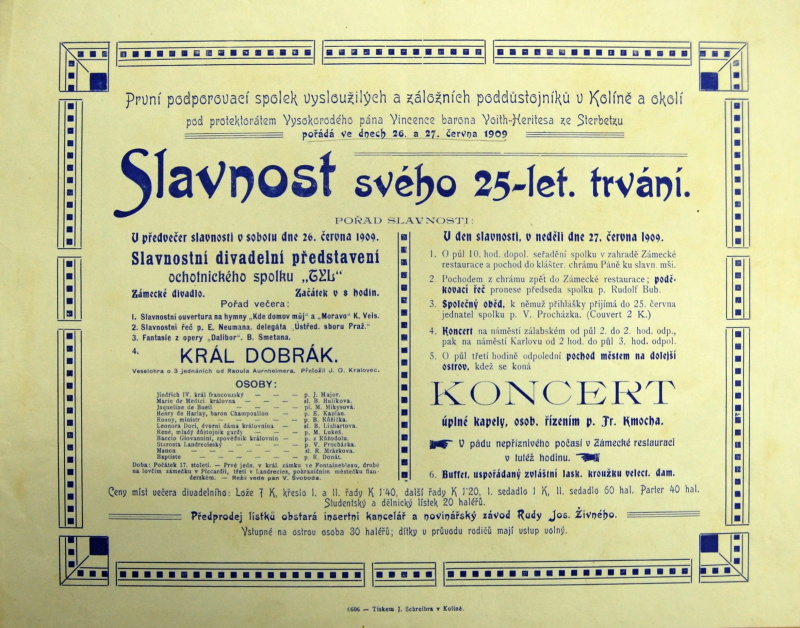 První podporovací spolek vysloužilých a záložních poddůstojníků v Kolíně a okolí
pod protektorátem Vysokorodého pána Vincence barona Voith-Heritesa ze Sterbetzu
pořádá ve dnech 26. a 27. června 1909
Slavnost svého 25-let. trvání.
POŘAD SLAVNOSTI:
U předvečer slavnosti v sobotu dne 26. června 1909.
Slavnostní divadelní představení
ochotnického spolku „TYL“
Zámecké divadlo. Začátek v 8 hodin.
Pořad večera:
1. Slavnostní ouvertura na hymny „Kde domov můj“ a „Moravo“ K. Veis.
2. Slavnostní řeč p. E. Neumana, delegáta „Ústřed. sboru Praž.“
3. Fantasie z opery „Dalibor“, B. Smetana.
4. KRÁL DOBRÁK.
Veselohra o 3 jednáních od Raoula Aurnheimera. Přeložil J. O. Kratovec.
OSOBY:
Jindřich IV. král francouzský — — — p. J. Major.
Marie de Medici, královna — — — sl. B. Hulíkova.
Jaqueline de Bueil — — — pí. M. Mikysová.
Henry de Harlay, baron Champvallon — — p. E. Kaplan.
Rosny, ministr — — — p. B. Růžička.
Leonora Dori, dvorní dáma královnina — — sl. B. Lishartova.
René, mladý důstojník gardy — — — p. M. Lukeš.
Baccio Giovannini, zpovědník královnin — p. z Růžodolu.
Starosta Landrecieský — — — p. V. Procházka.
Manon — — — sl. R. Mrázkova.
Baptiste — — — p. R. Donát.
Doba: Počátek 17. století. – Prvé jedn. v král. zámku ve Fontainebleau, druhé
na lovčím zámečku v Piccardii, třetí v Landrecies, pohraničním městečku flan-
derském. – Režii vede pan V. Svoboda.
U den slavnosti, v neděli dne 27. června 1909.
1. O půl 10. hod. dopol. seřadění spolku v zahradě Zámecké
restaurace a pochod do klášter. chrámu Páně ku slavn. mši.
2. Pochodem z chrámu zpět do Zámecké restaurace; podě-
kovací řeč pronese předseda spolku p. Rudolf Bub.
3. Společný oběd, k němuž přihlášky přijímá do 25. června
jednatel spolku p. V. Procházka. (Couvert 2 K.)
4. Koncert na náměstí zálabském od půl 2. do 2. hod. odp.,
pak na náměstí Karlovu od 2 hod. do půl 3. hod. odpol.
5. O půl třetí hodině odpolední pochod městem na dolejší
ostrov, kdež se koná
KONCERT
úplné kapely, osob. řízením p. Fr. Kmocha.
V pádu nepříznivého počasí v Zámecké restauraci
v tutéž hodinu.
6. Buffet, uspořádaný zvláštní lask. kroužku velect. dam.
Ceny míst večera divadelního: Lože 7 K, křeslo I. a II. řady K 1'40, další řady K 1'20, I. sedadlo 1 K, II. sedadlo 60 hal. Parter 40 hal.
Studentský a dělnický lístek 20 haléřů.
Předprodej lístků obstará insertní kancelář a novinářský závod Rudy Jos. Živného.
Vstupné na ostrov osoba 30 haléřů; dítky v průvodu rodičů mají vstup volný.
1606 — Tiskem J. Schreibra v Kolíně.